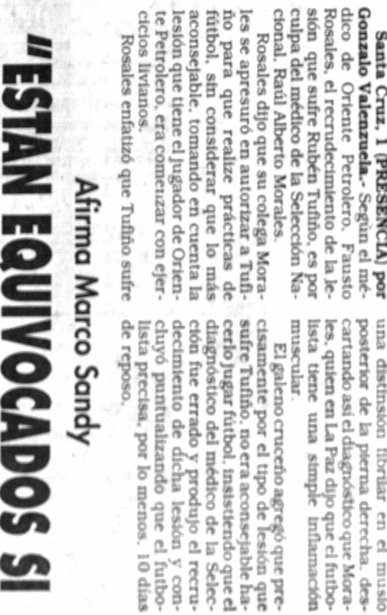 Santa Cruz, 1 (PRESENCIA) por
Gonzalo Valenzuela.- Según el mé-
dico de Oriente Petrolero, Fausto
Rosales, el recrudecimiento de la le-
sión que sufre Rubén Tufiño, es por
culpa del médico de la Selección Na-
cional, Raúl Alberto Morales.
Rosales dijo que su colega Mora-
les se apresuró en autorizar a Tufi-
ño para que realize prácticas de
fútbol, sin considerar que lo más
aconsejable, tomando en cuenta la
lesión que tiene el jugador de Orien-
te Petrolero, era comenzar con ejer-
cicios livianos.
Rosales enfatizó que Tufiño sufre
una distensión fibrilar en el muslo
posterior de la pierna derecha, des-
cartando así el diagnóstico que Mora-
les, quien en La Paz dijo que el futbo-
lista tiene una simple inflamación
muscular.
El galeno cruceño agregó que pre-
cisamente por el tipo de lesión que
sufre Tufiño, no era aconsejable ha-
cerlo jugar fútbol, insistiendo que el
diagnóstico del médico de la Selec-
ción fue errado y produjo el recru-
decimiento de dicha lesión y con-
cluyó puntualizando que el futbo-
lista precisa, por lo menos, 10 días
de reposo.
Afirma Marco Sandy
"ESTAN EQUIVOCADOS SI